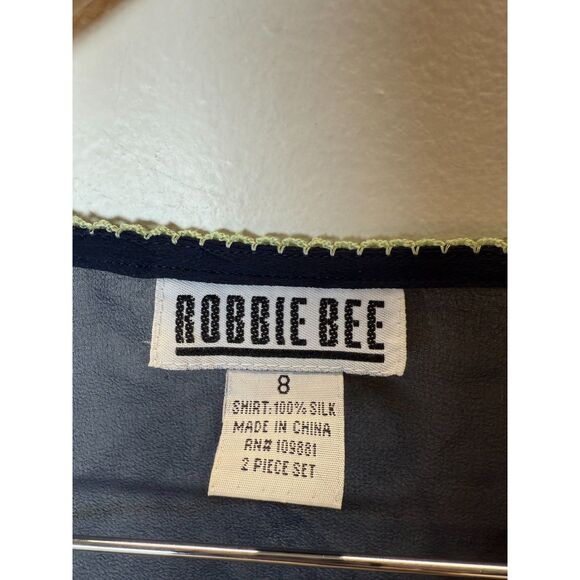 ROBBIE BEE
8
SHIRT:100% SILK
MADE IN CHINA
RN# 109881
2 PIECE SET